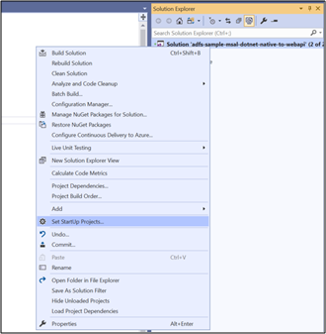 Solution Explorer
Search Solution Explorer (Ctrl+;)
Solution 'adfs-sample-msal-dotnet-native-to-webapi' (2 of 2
Build Solution Ctrl+Shift+B
Rebuild Solution
Clean Solution
Analyze and Code Cleanup
Batch Build...
Configuration Manager...
Manage NuGet Packages for Solution...
Restore NuGet Packages
Configure Continuous Delivery to Azure...
Live Unit Testing
New Solution Explorer View
Calculate Code Metrics
Project Dependencies...
Project Build Order...
Add
Set StartUp Projects...
Undo...
Commit...
Paste Ctrl+V
Rename
Open Folder in File Explorer
Save As Solution Filter
Hide Unloaded Projects
Load Project Dependencies
Properties Alt+Enter